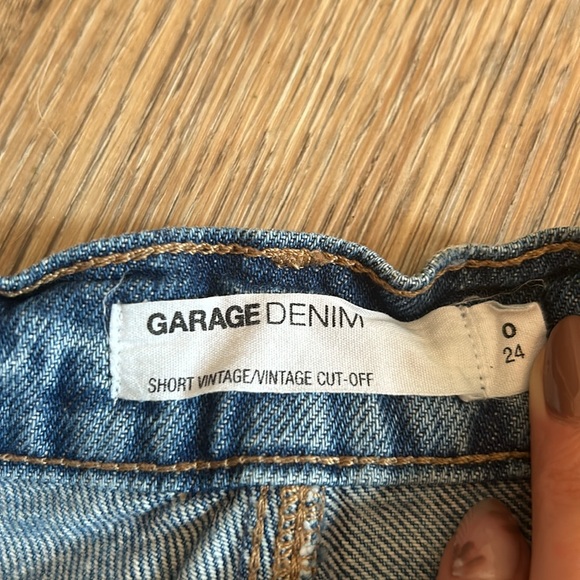 GARAGE DENIM
SHORT VINTAGE/VINTAGE CUT-OFF
0
24